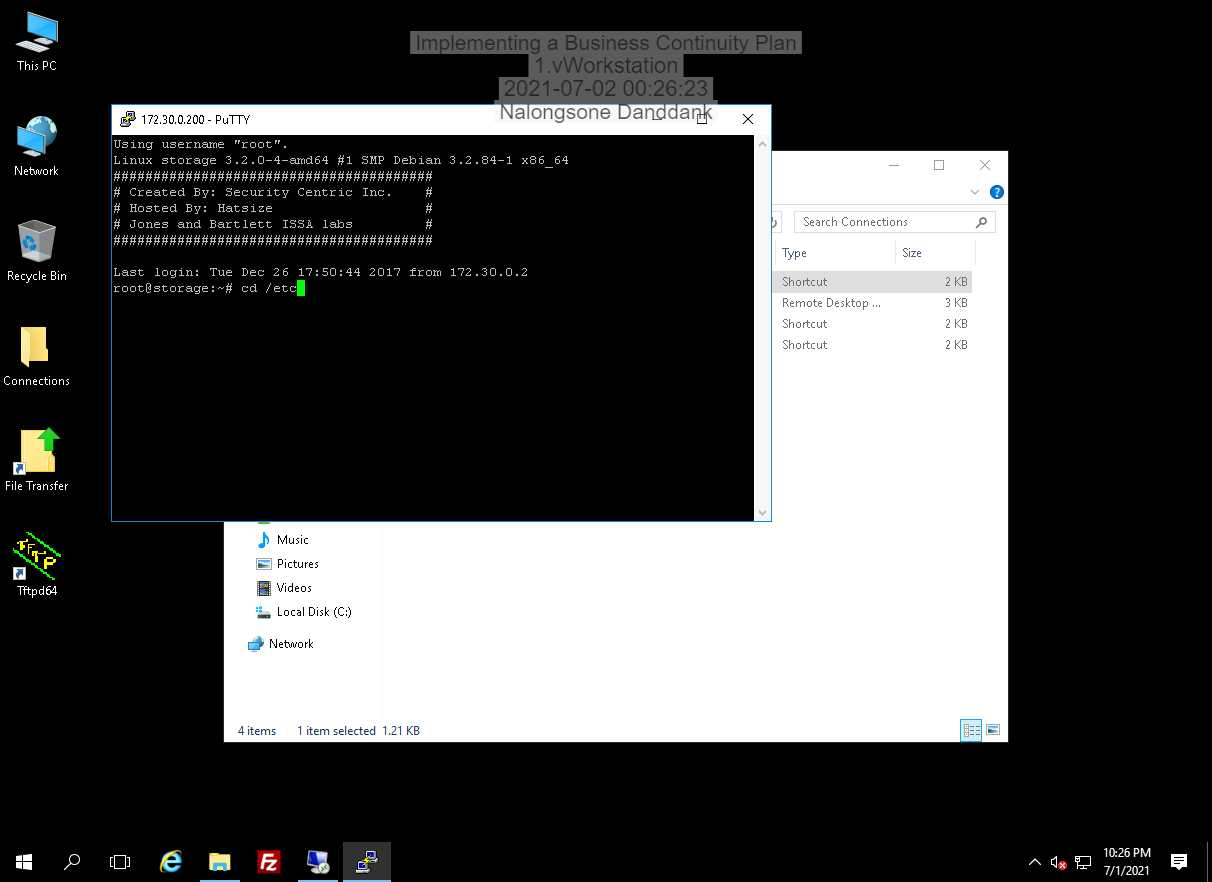 Implementing a Business Continuity Plan
1.vWorkstation
2021-07-02 00:26:23
Nalongsone Danddank
This PC
Network
Recycle Bin
Connections
File Transfer
TFTP
Tftpd64
172.30.0.200 - PuTTY
Using username "root".
Linux storage 3.2.0-4-amd64 #1 SMP Debian 3.2.84-1 x86_64
########################################
# Created By: Security Centric Inc.    #
# Hosted By: Hatsize                   #
# Jones and Bartlett ISSA labs         #
########################################
Last login: Tue Dec 26 17:50:44 2017 from 172.30.0.2
root@storage:~# cd /etc
?
Search Connections
Type Size
Shortcut 2 KB
Remote Desktop ... 3 KB
Shortcut 2 KB
Shortcut 2 KB
Music
Pictures
Videos
Local Disk (C:)
Network
4 items 1 item selected 1.21 KB
Fz
10:26 PM
7/1/2021